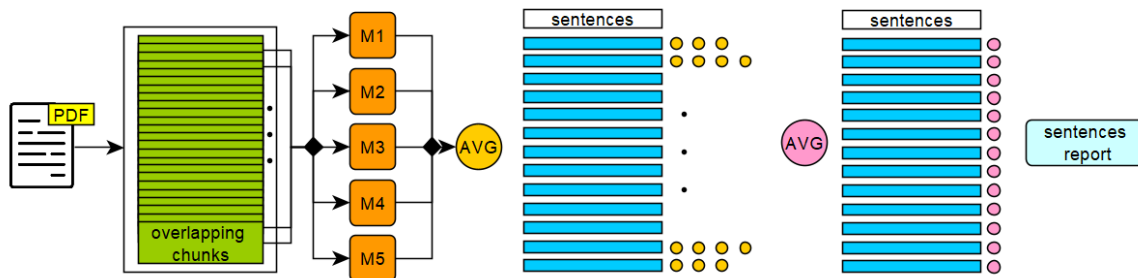 PDF
overlapping
chunks
M1
M2
M3
M4
M5
AVG
sentences
AVG
sentences
sentences
report